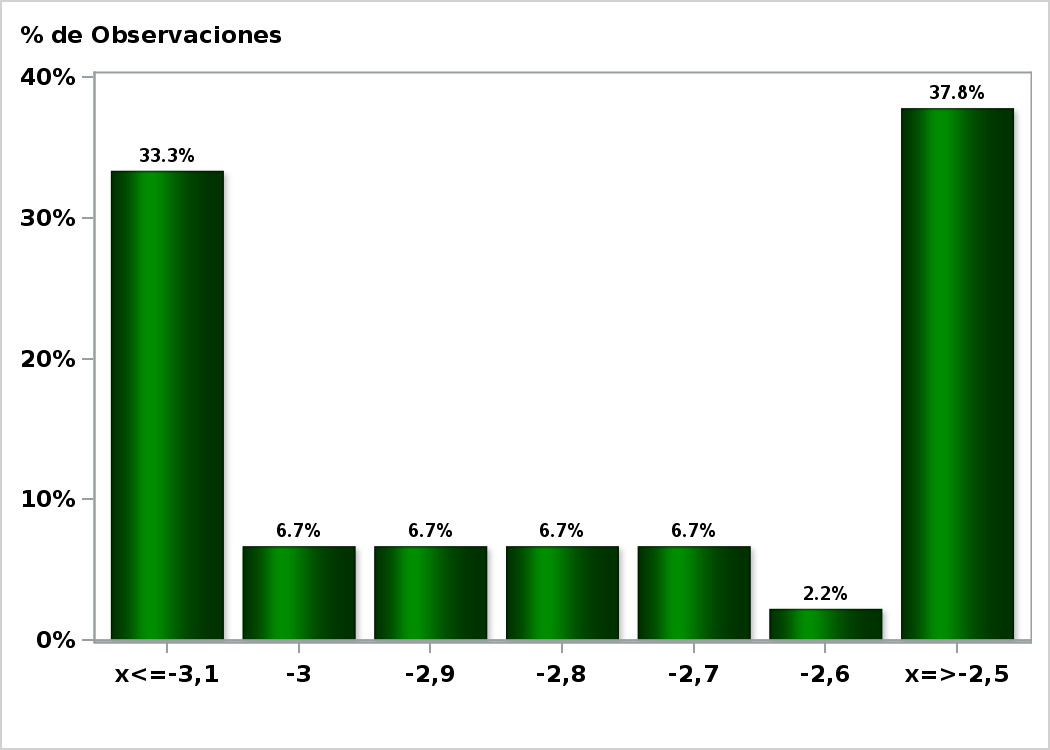 % de Observaciones
40%
37.8%
33.3%
30%
20%
10%
6.7% 6.7% 6.7% 6.7%
2.2%
0%
x<=-3,1 -3 -2,9 -2,8 -2,7 -2,6 x=>-2,5